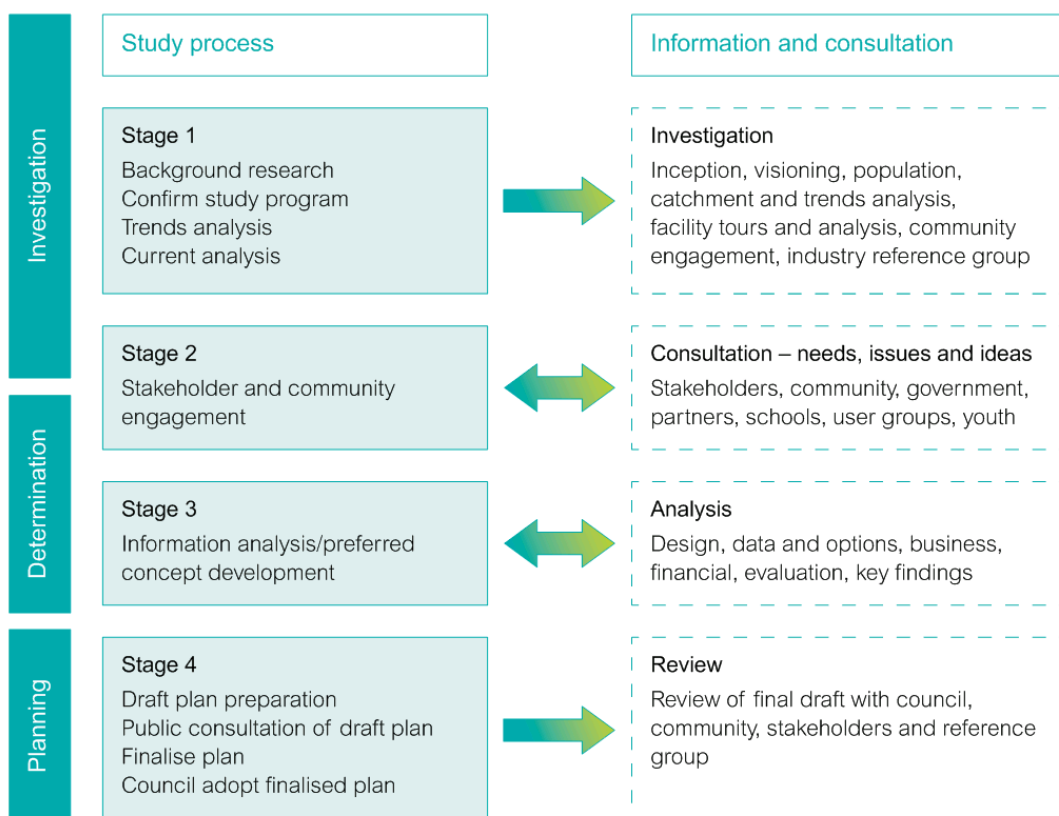 Study process
Information and consultation
Investigation
Stage 1
Background research
Confirm study program
Trends analysis
Current analysis
Investigation
Inception, visioning, population,
catchment and trends analysis,
facility tours and analysis, community
engagement, industry reference group
Stage 2
Stakeholder and community
engagement
Consultation – needs, issues and ideas
Stakeholders, community, government,
partners, schools, user groups, youth
Determination
Stage 3
Information analysis/preferred
concept development
Analysis
Design, data and options, business,
financial, evaluation, key findings
Planning
Stage 4
Draft plan preparation
Public consultation of draft plan
Finalise plan
Council adopt finalised plan
Review
Review of final draft with council,
community, stakeholders and reference
group